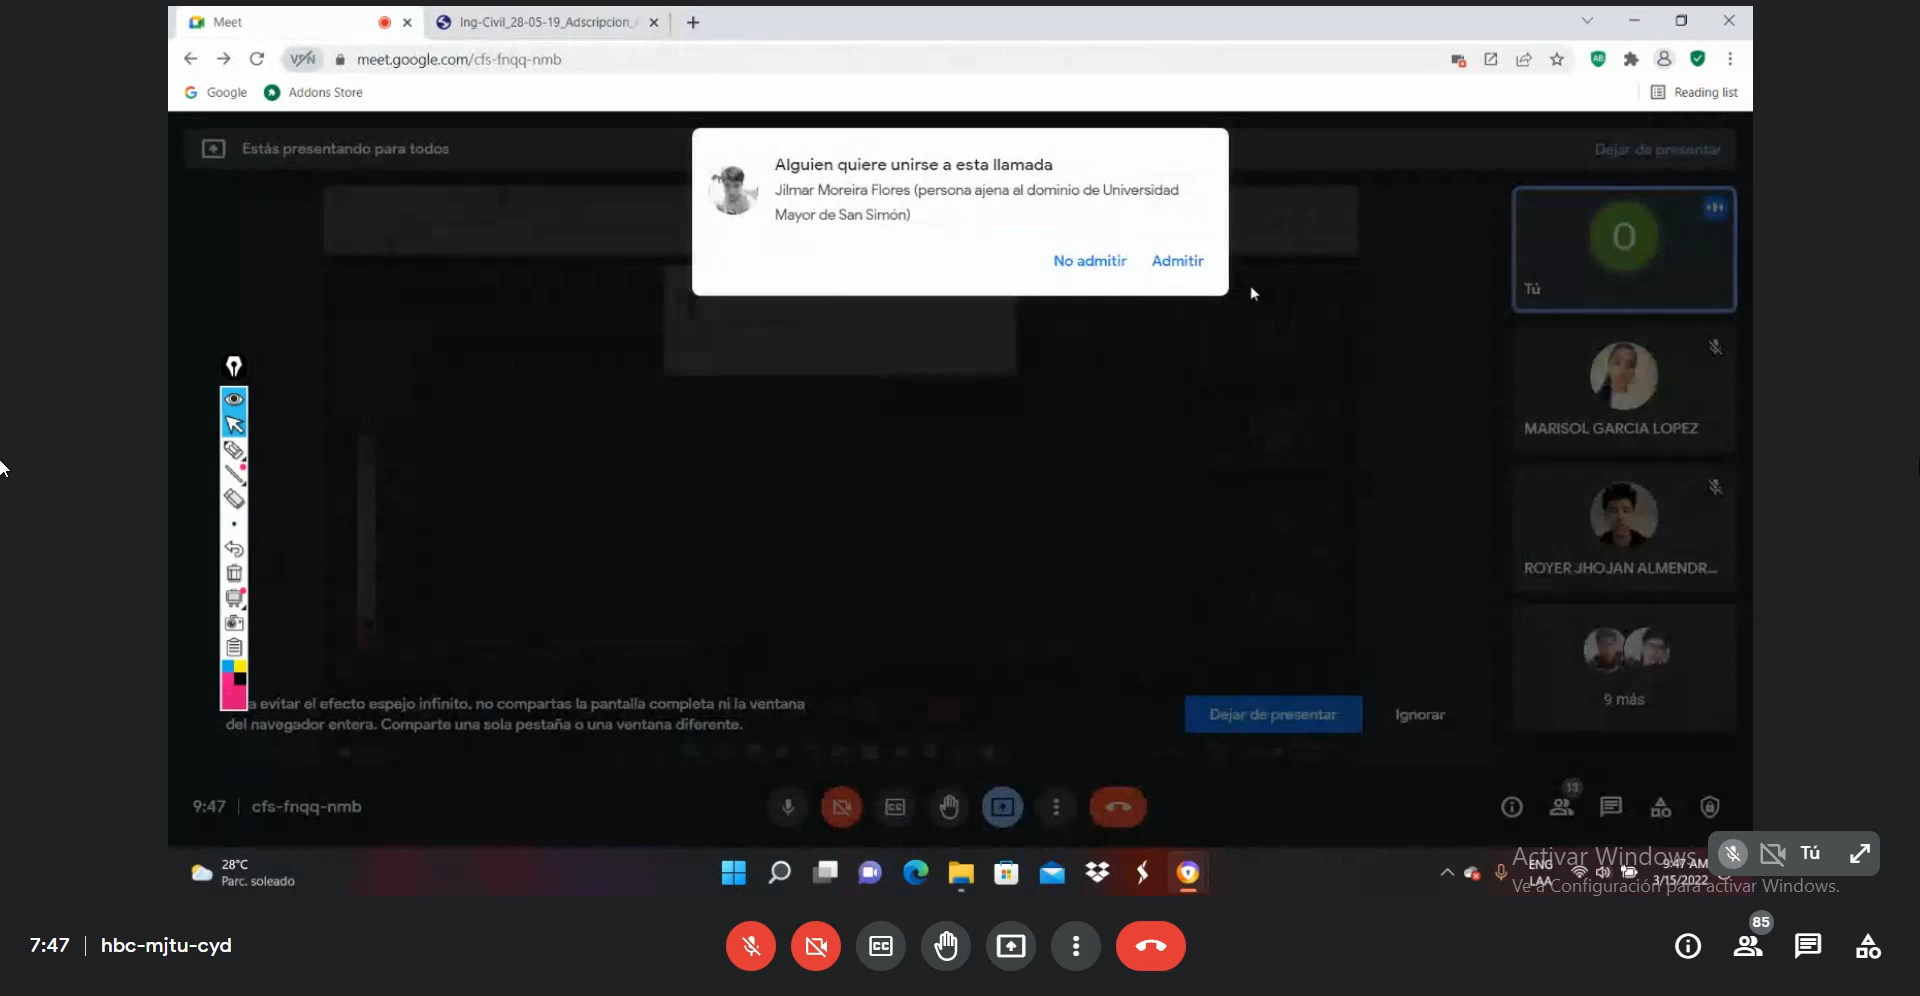 Meet
Ing-Civil_28-05-19_Adscripcion_
VPN
meet.google.com/cfs-fnqq-nmb
Google
Addons Store
Reading list
Estás presentando para todos
Dejar de presentar
Alguien quiere unirse a esta llamada
Jilmar Moreira Flores (persona ajena al dominio de Universidad
Mayor de San Simón)
No admitir
Admitir
O
Tú
MARISOL GARCIA LOPEZ
ROYER JHOJAN ALMENDR...
9 más
a evitar el efecto espejo infinito, no compartas la pantalla completa ni la ventana
del navegador entera. Comparte una sola pestaña o una ventana diferente.
Dejar de presentar
Ignorar
9:47
cfs-fnqq-nmb
13
28°C
Parc. soleado
ENG
LAA
9:47 AM
3/15/2022
Activar Windows
Ve a Configuración para activar Windows.
Tú
7:47
hbc-mjtu-cyd
85